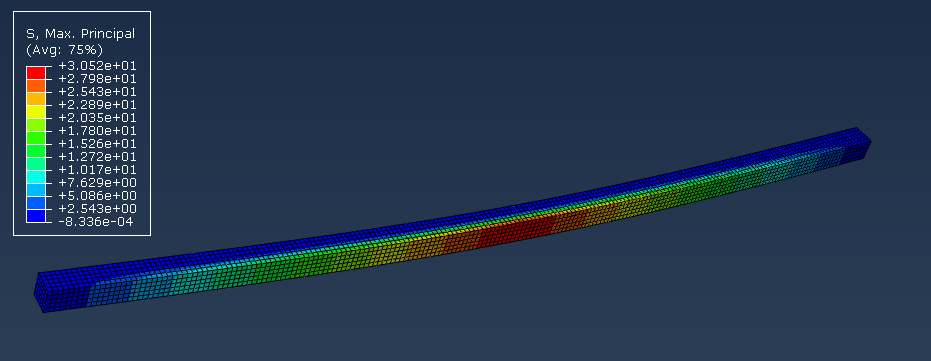 S, Max. Principal
(Avg: 75%)
+3.052e+01
+2.798e+01
+2.543e+01
+2.289e+01
+2.035e+01
+1.780e+01
+1.526e+01
+1.272e+01
+1.017e+01
+7.629e+00
+5.086e+00
+2.543e+00
-8.336e-04